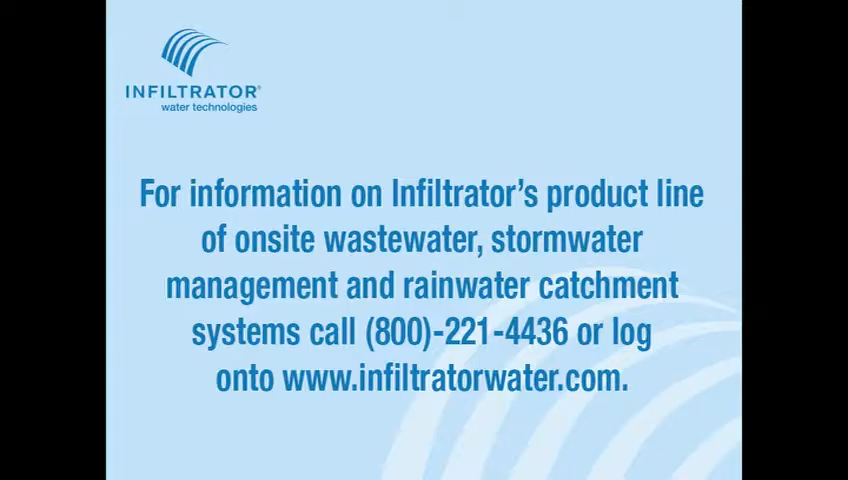 INFILTRATOR®
water technologies
For information on Infiltrator's product line
of onsite wastewater, stormwater
management and rainwater catchment
systems call (800)-221-4436 or log
onto www.infiltratorwater.com.